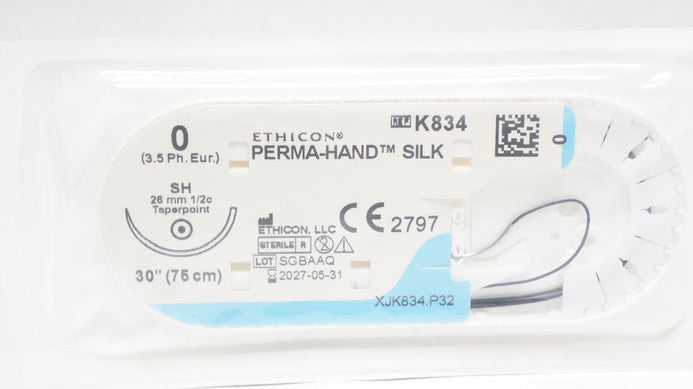 0
(3.5 Ph. Eur.)
ETHICON®
REF K834
PERMA-HAND™ SILK
0
SH
26 mm 1/2c
Taperpoint
ETHICON, LLC
CE 2797
STERILE R
LOT SGBAAQ
2027-05-31
30" (75 cm)
XJK834.P32